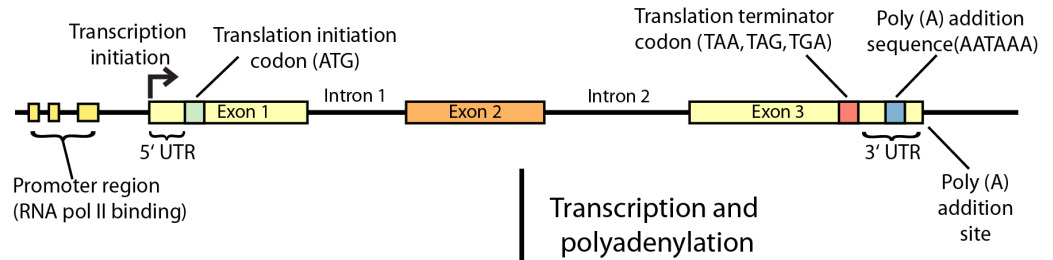 Transcription
initiation
Translation initiation
codon (ATG)
Translation terminator
codon (TAA, TAG, TGA)
Poly (A) addition
sequence(AATAAA)
Exon 1
Intron 1
Exon 2
Intron 2
Exon 3
5' UTR
3' UTR
Promoter region
(RNA pol II binding)
Poly (A)
addition
site
Transcription and
polyadenylation